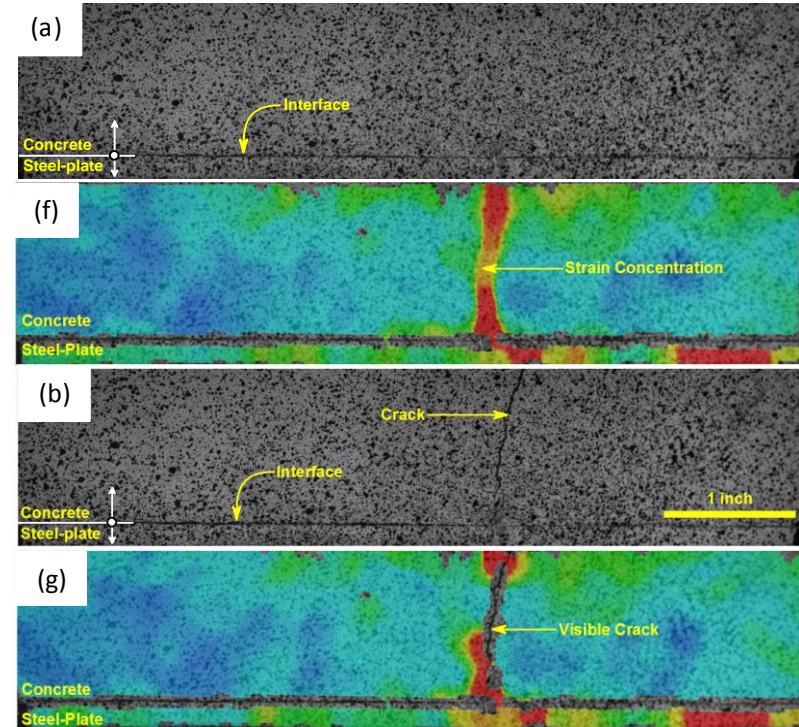 (a)
Interface
Concrete
Steel-plate
(f)
Strain Concentration
Concrete
Steel-Plate
(b)
Crack
Interface
1 inch
Concrete
Steel-plate
(g)
Visible Crack
Concrete
Steel-Plate